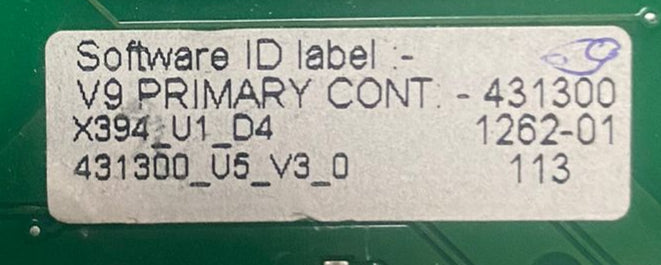 Software ID label :-
V9 PRIMARY CONT. - 431300
X394_U1_D4 1262-01
431300_U5_V3_0 113